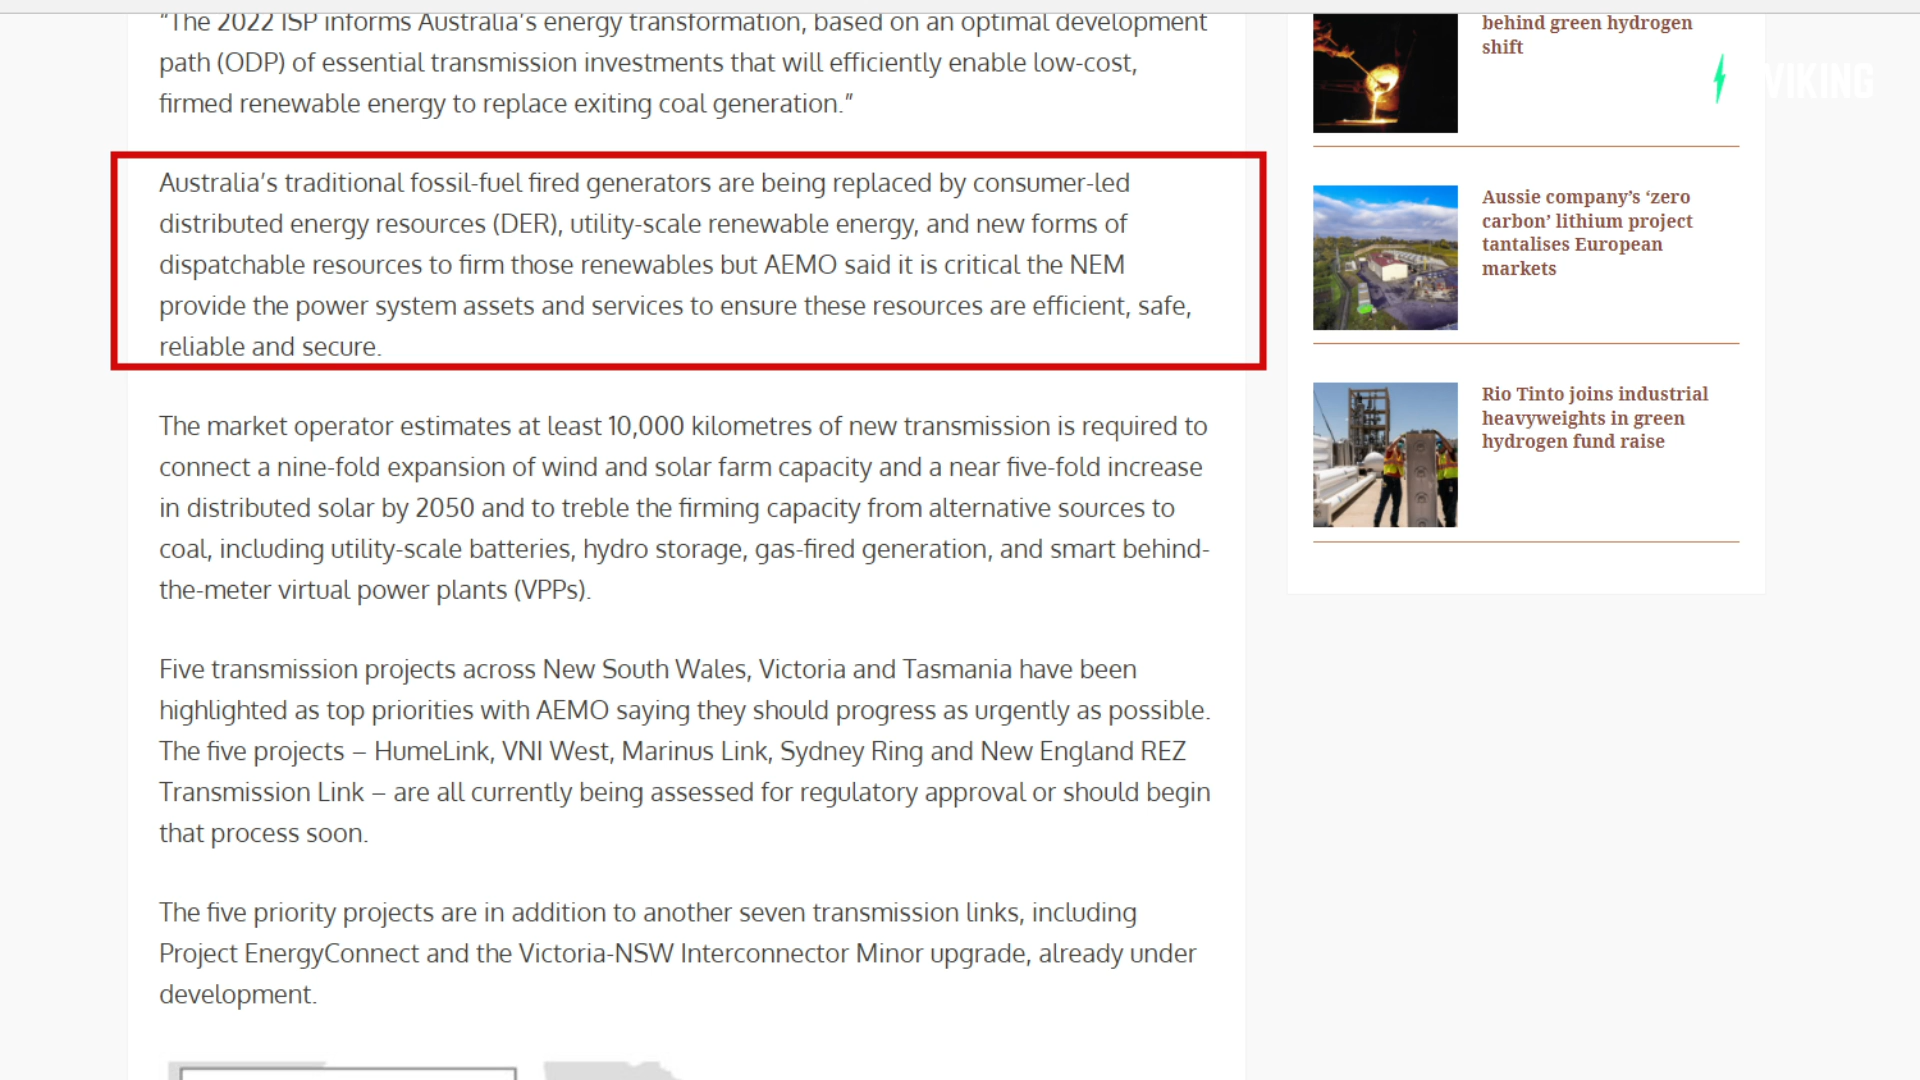 “The 2022 ISP informs Australia’s energy transformation, based on an optimal development
path (ODP) of essential transmission investments that will efficiently enable low-cost,
firmed renewable energy to replace exiting coal generation.”
Australia’s traditional fossil-fuel fired generators are being replaced by consumer-led
distributed energy resources (DER), utility-scale renewable energy, and new forms of
dispatchable resources to firm those renewables but AEMO said it is critical the NEM
provide the power system assets and services to ensure these resources are efficient, safe,
reliable and secure.
The market operator estimates at least 10,000 kilometres of new transmission is required to
connect a nine-fold expansion of wind and solar farm capacity and a near five-fold increase
in distributed solar by 2050 and to treble the firming capacity from alternative sources to
coal, including utility-scale batteries, hydro storage, gas-fired generation, and smart behind-
the-meter virtual power plants (VPPs).
Five transmission projects across New South Wales, Victoria and Tasmania have been
highlighted as top priorities with AEMO saying they should progress as urgently as possible.
The five projects – HumeLink, VNI West, Marinus Link, Sydney Ring and New England REZ
Transmission Link – are all currently being assessed for regulatory approval or should begin
that process soon.
The five priority projects are in addition to another seven transmission links, including
Project EnergyConnect and the Victoria-NSW Interconnector Minor upgrade, already under
development.
behind green hydrogen
shift
VIKING
Aussie company’s ‘zero
carbon’ lithium project
tantalises European
markets
Rio Tinto joins industrial
heavyweights in green
hydrogen fund raise